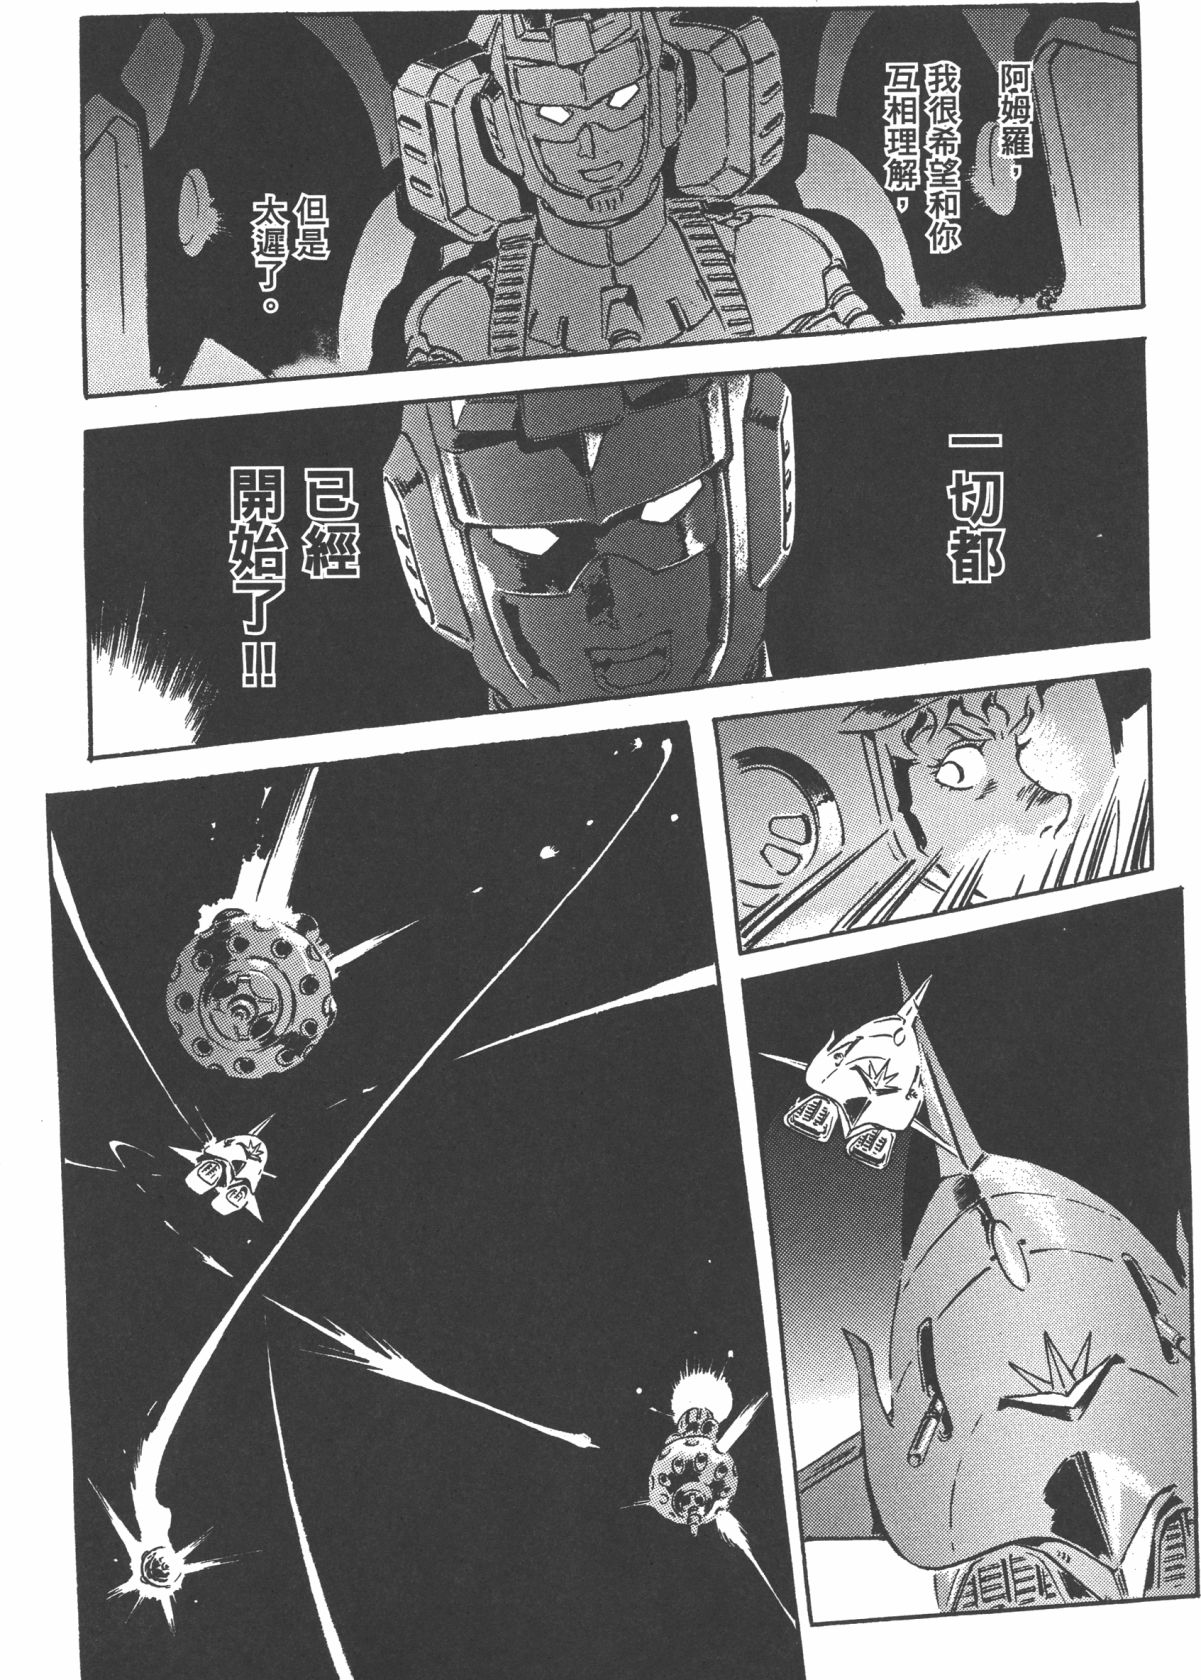 阿姆羅，
我很希望和你
互相理解，
但是
太遲了。
一切都
已經
開始了!!